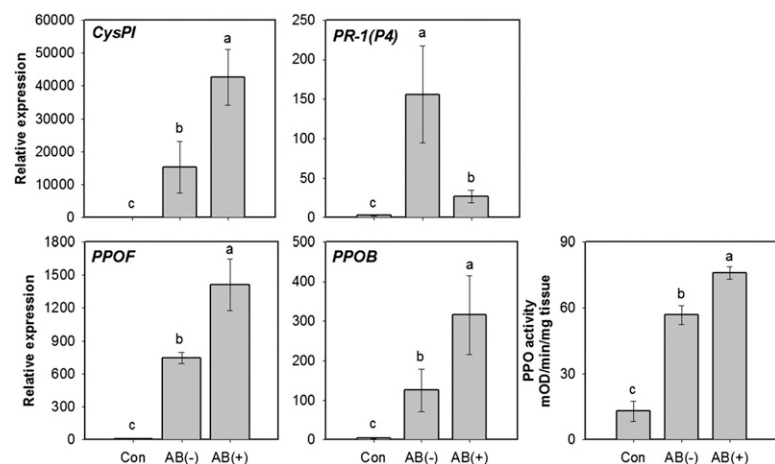 CysPI
Relative expression
60000
50000
40000
30000
20000
10000
0
c
b
a
PR-1(P4)
250
200
150
100
50
0
c
a
b
PPOF
Relative expression
1800
1500
1200
900
600
300
0
c
b
a
Con AB(-) AB(+)
PPOB
500
400
300
200
100
0
c
b
a
Con AB(-) AB(+)
PPO activity
mOD/min/mg tissue
90
60
30
0
c
b
a
Con AB(-) AB(+)